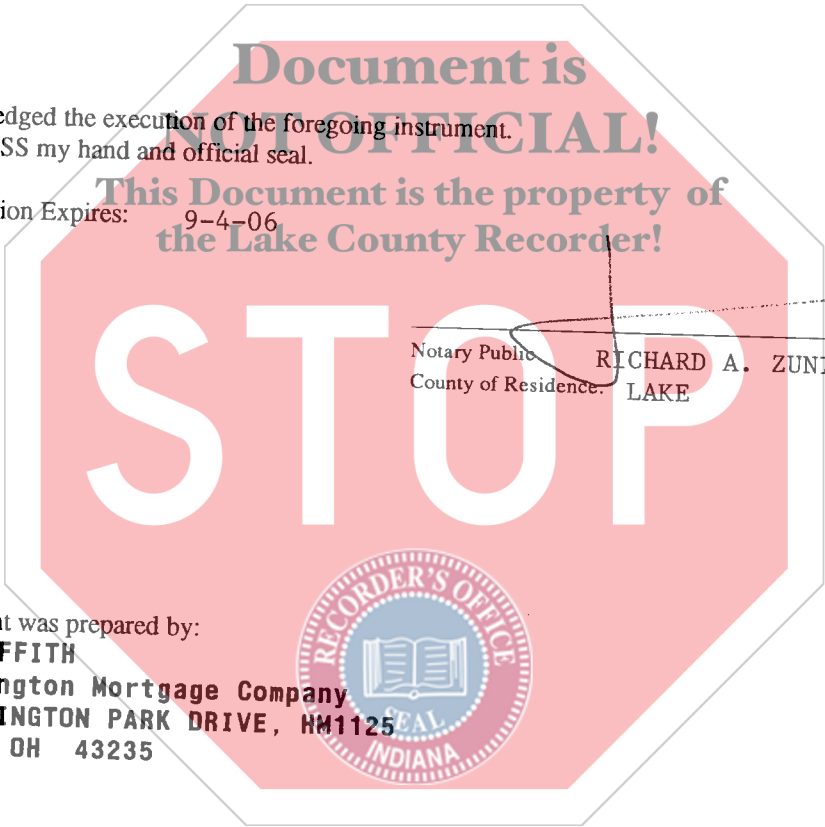 Document is
edged the execution of the foregoing instrument.
NOT OFFICIAL!
SS my hand and official seal.
This Document is the property of
ion Expires: 9-4-06
the Lake County Recorder!
Notary Public RICHARD A. ZUNI
County of Residence: LAKE
STOP
RECORDER'S OFFICE
SEAL
INDIANA
t was prepared by:
FFITH
ngton Mortgage Company
INGTON PARK DRIVE, HM1125
OH 43235